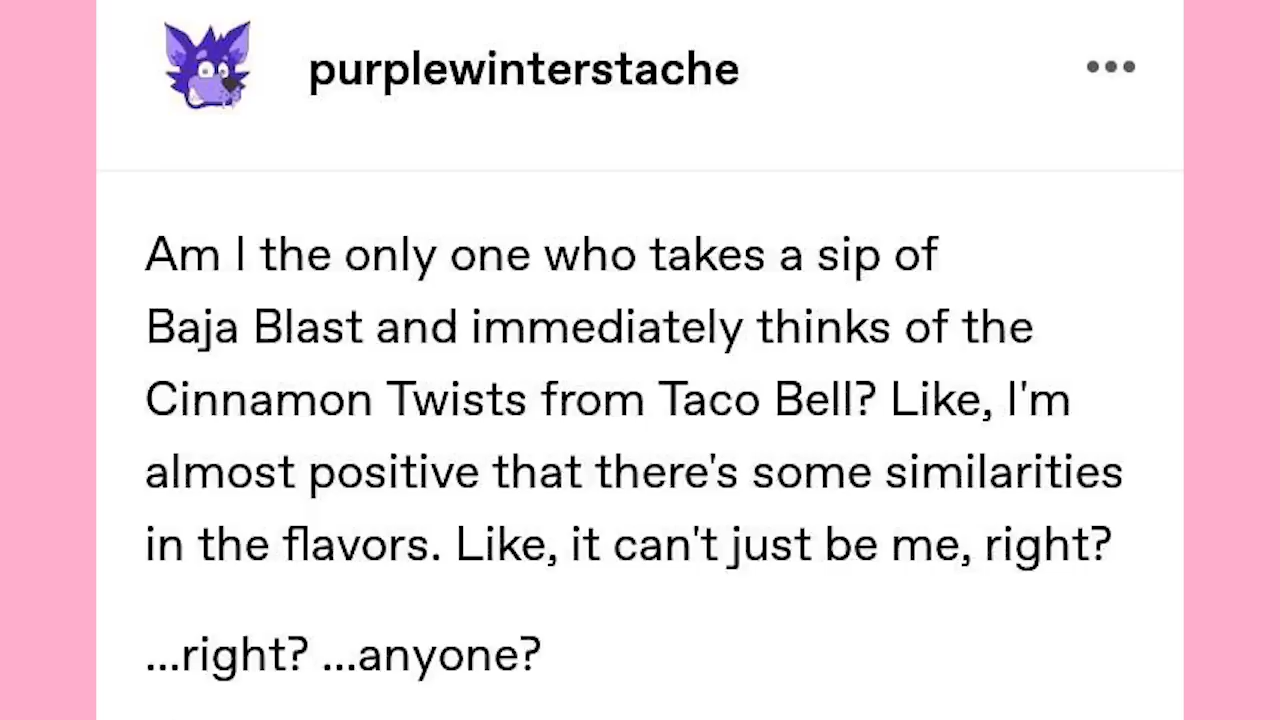 purplewinterstache
Am I the only one who takes a sip of
Baja Blast and immediately thinks of the
Cinnamon Twists from Taco Bell? Like, I'm
almost positive that there's some similarities
in the flavors. Like, it can't just be me, right?
...right? ...anyone?